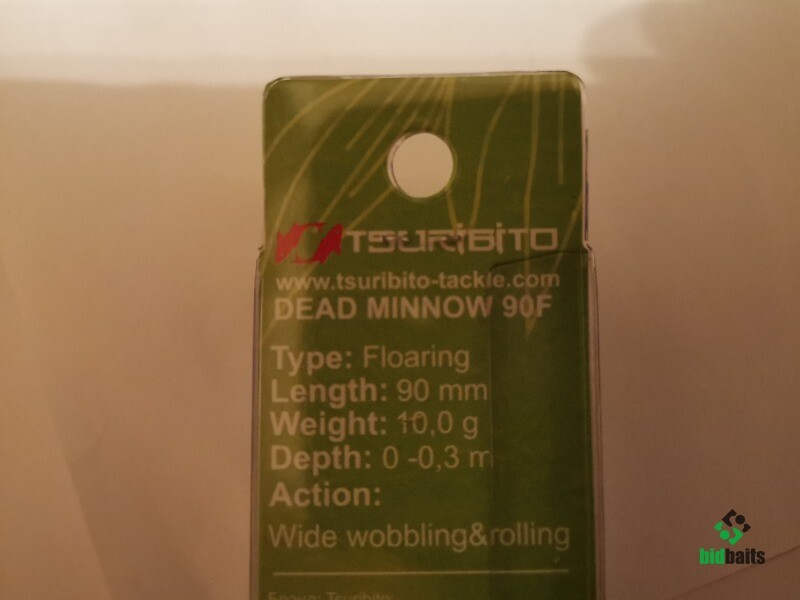 TSURIBITO
www.tsuribito-tackle.com
DEAD MINNOW 90F
Type: Floaring
Length: 90 mm
Weight: 10,0 g
Depth: 0 -0,3 m
Action:
Wide wobbling&rolling
Tsuribito
bidbaits